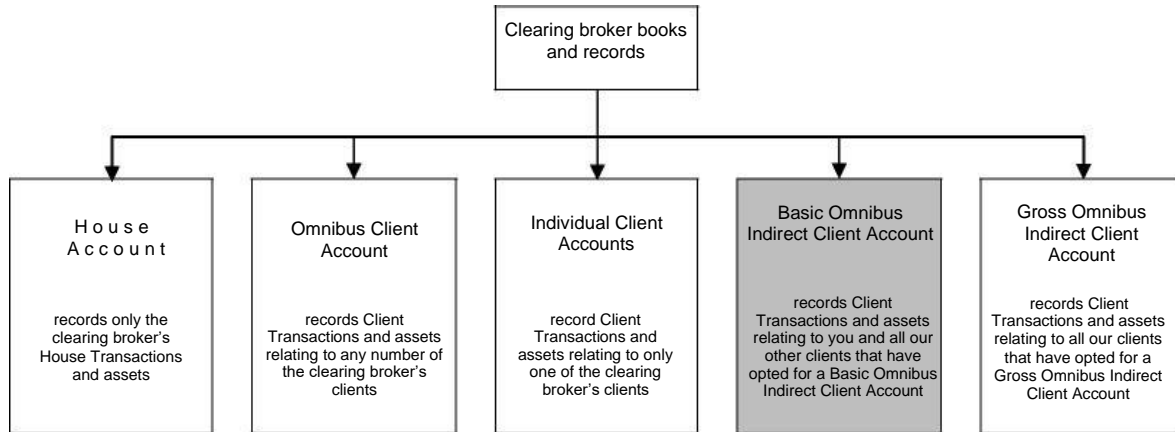 Clearing broker books
and records
House
Account
records only the
clearing broker's
House Transactions
and assets
Omnibus Client
Account
records Client
Transactions and assets
relating to any number of
the clearing broker's
clients
Individual Client
Accounts
record Client
Transactions and
assets relating to only
one of the clearing
broker's clients
Basic Omnibus
Indirect Client Account
records Client
Transactions and assets
relating to you and all our
other clients that have
opted for a Basic Omnibus
Indirect Client Account
Gross Omnibus
Indirect Client
Account
records Client
Transactions and assets
relating to all our clients
that have opted for a
Gross Omnibus Indirect
Client Account